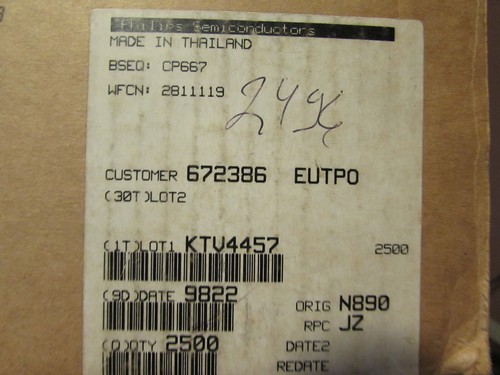 Philips Semiconductors
MADE IN THAILAND
BSEQ: CP667
WFCN: 2811119
CUSTOMER 672386 EUTPO
(30T)LOT2
(1T)LOT1 KTV4457 2500
(9D)DATE 9822
ORIG N890
RPC JZ
(Q)QTY 2500
DATE2
REDATE